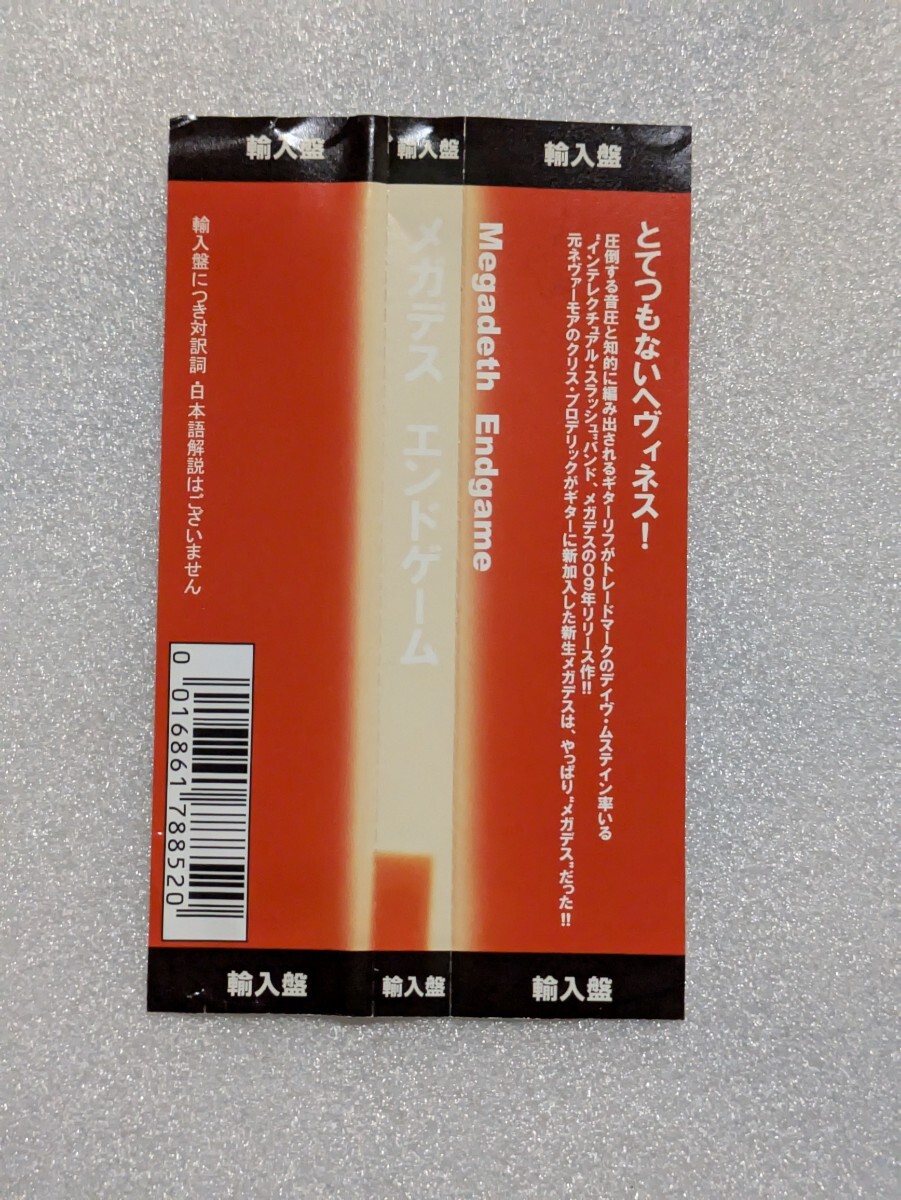 輸入盤
輸入盤
輸入盤
とてつもないヘヴィネス!
圧倒する音圧と知的に編み出されるギターリフがトレードマークのデイヴ・ムステイン率いる
"インテレクチュアル・スラッシュ"バンド、メガデスの09年リリース作!!
元ネヴァーモアのクリス・ブロデリックがギターに新加入した新生メガデスは、やっぱり"メガデス"だった!!
Megadeth Endgame
メガデス エンドゲーム
輸入盤につき対訳詞・日本語解説はございません
0 016861 788520
輸入盤
輸入盤
輸入盤